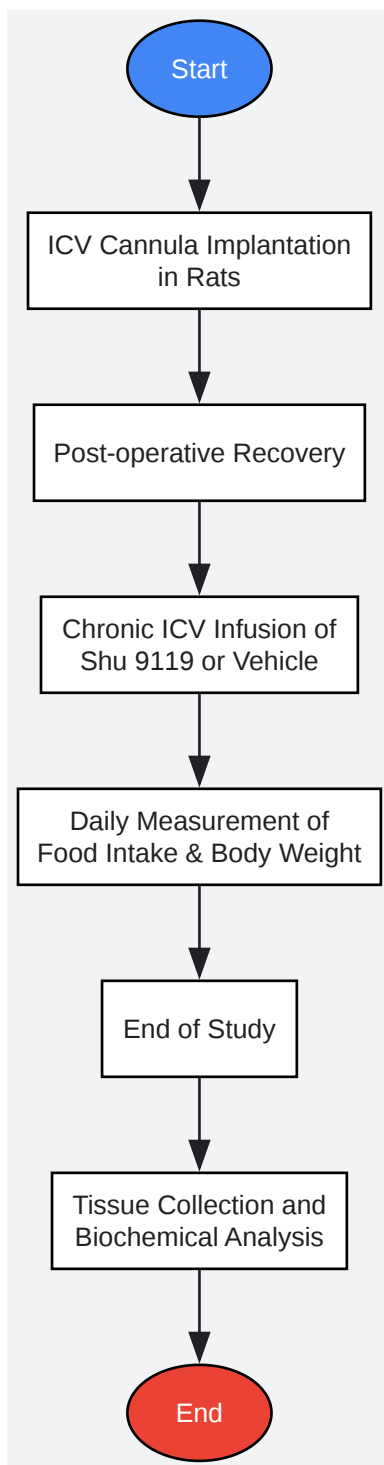 Start
ICV Cannula Implantation
in Rats
Post-operative Recovery
Chronic ICV Infusion of
Shu 9119 or Vehicle
Daily Measurement of
Food Intake & Body Weight
End of Study
Tissue Collection and
Biochemical Analysis
End